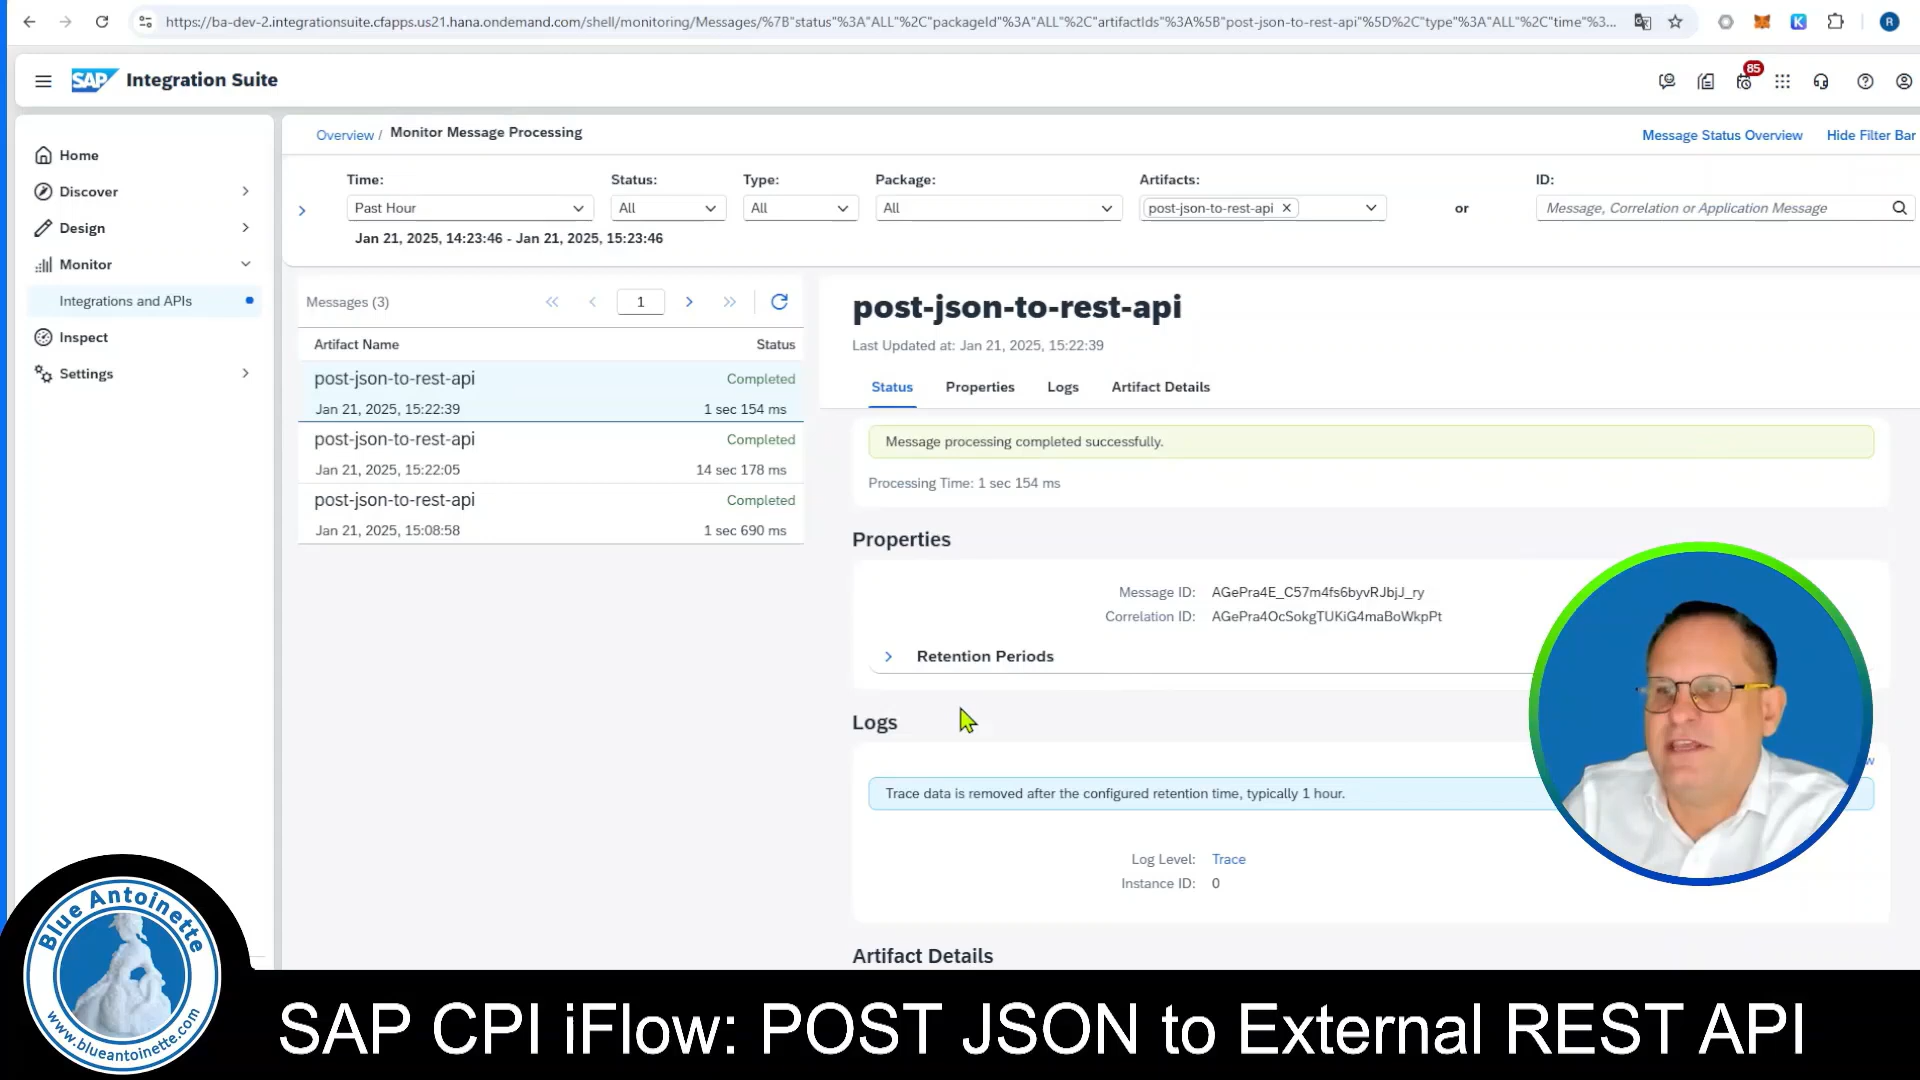 https://ba-dev-2.integrationsuite.cfapps.us21.hana.ondemand.com/shell/monitoring/Messages/%7B"status"%3A"ALL"%2C"packageId"%3A"ALL"%2C"artifactIds"%3A%5B"post-json-to-rest-api"%5D%2C"type"%3A"ALL"%2C"time"%3...
K
R
SAP Integration Suite
85
Home
Discover
Design
Monitor
Integrations and APIs
Inspect
Settings
Overview / Monitor Message Processing
Message Status Overview
Hide Filter Bar
Time: Status: Type: Package: Artifacts: ID:
Past Hour All All All post-json-to-rest-api or Message, Correlation or Application Message
Jan 21, 2025, 14:23:46 - Jan 21, 2025, 15:23:46
Messages (3)
1
Artifact Name Status
post-json-to-rest-api Completed
Jan 21, 2025, 15:22:39 1 sec 154 ms
post-json-to-rest-api Completed
Jan 21, 2025, 15:22:05 14 sec 178 ms
post-json-to-rest-api Completed
Jan 21, 2025, 15:08:58 1 sec 690 ms
post-json-to-rest-api
Last Updated at: Jan 21, 2025, 15:22:39
Status Properties Logs Artifact Details
Message processing completed successfully.
Processing Time: 1 sec 154 ms
Properties
Message ID: AGePra4E_C57m4fs6byvRJbjJ_ry
Correlation ID: AGePra4OcSokgTUKiG4maBoWkpPt
Retention Periods
Logs
Trace data is removed after the configured retention time, typically 1 hour.
Log Level: Trace
Instance ID: 0
Artifact Details
Blue Antoinette
www.blueantoinette.com
SAP CPI iFlow: POST JSON to External REST API